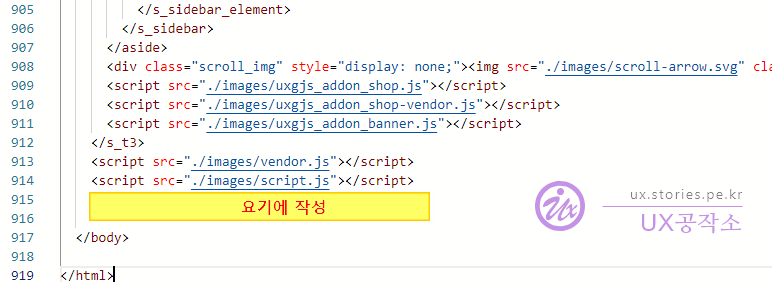 905 </s_sidebar_element>
906 </s_sidebar>
907 </aside>
908 <div class="scroll_img" style="display: none;"><img src="./images/scroll-arrow.svg" cla
909 <script src="./images/uxgjs_addon_shop.js"></script>
910 <script src="./images/uxgjs_addon_shop-vendor.js"></script>
911 <script src="./images/uxgjs_addon_banner.js"></script>
912 </s_t3>
913 <script src="./images/vendor.js"></script>
914 <script src="./images/script.js"></script>
915 요기에 작성
916
917 </body>
918
919 </html>
Ux
ux.stories.pe.kr
UX공작소